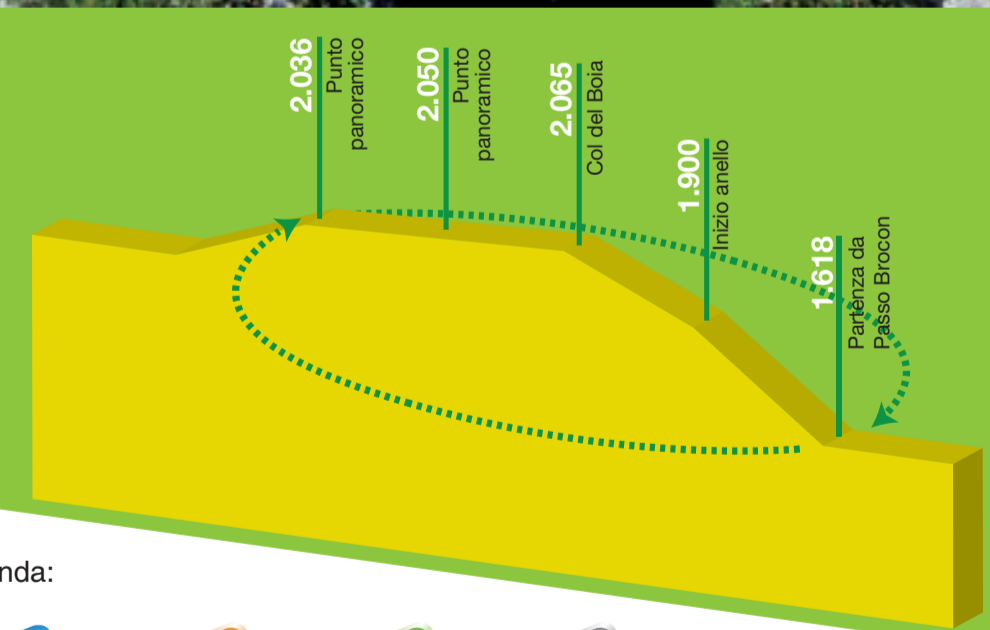 2.036
Punto
panoramico
2.050
Punto
panoramico
2.065
Col del Boia
1.900
Inizio anello
1.618
Partenza da
Passo Brocon
nda: